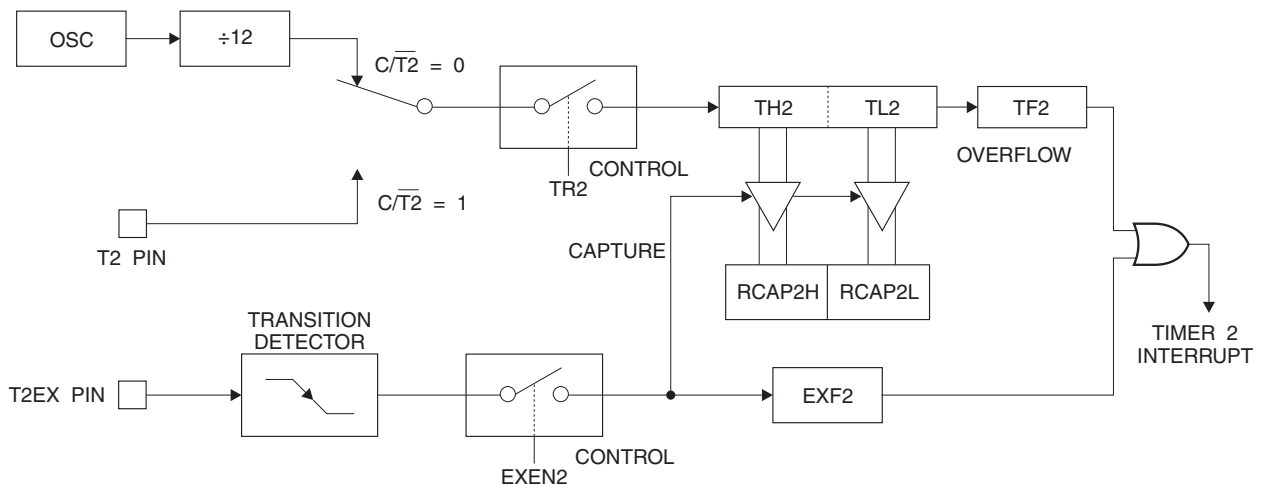 OSC
÷12
C/T2̅ = 0
TH2
TL2
TF2
OVERFLOW
CONTROL
TR2
C/T2̅ = 1
T2 PIN
CAPTURE
RCAP2H
RCAP2L
TRANSITION
DETECTOR
TIMER 2
INTERRUPT
T2EX PIN
EXF2
CONTROL
EXEN2